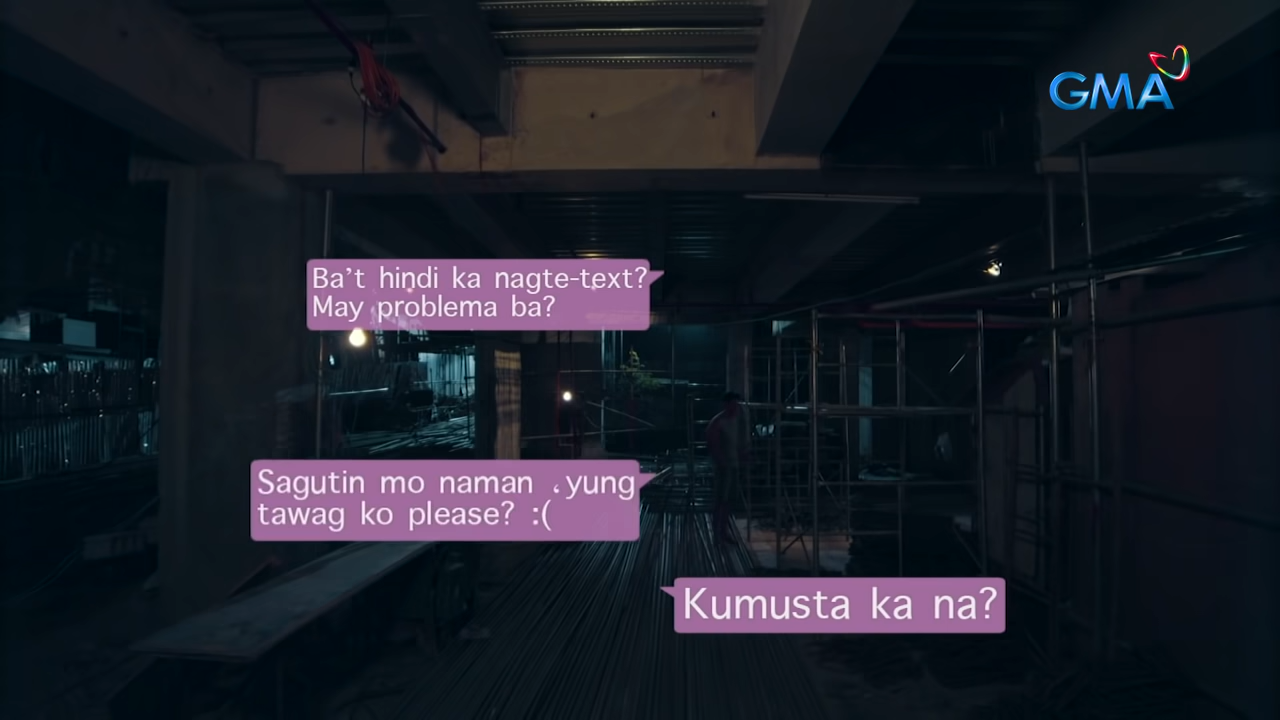 GMA
Ba't hindi ka nagte-text?
May problema ba?
Sagutin mo naman 'yung
tawag ko please? :(
Kumusta ka na?